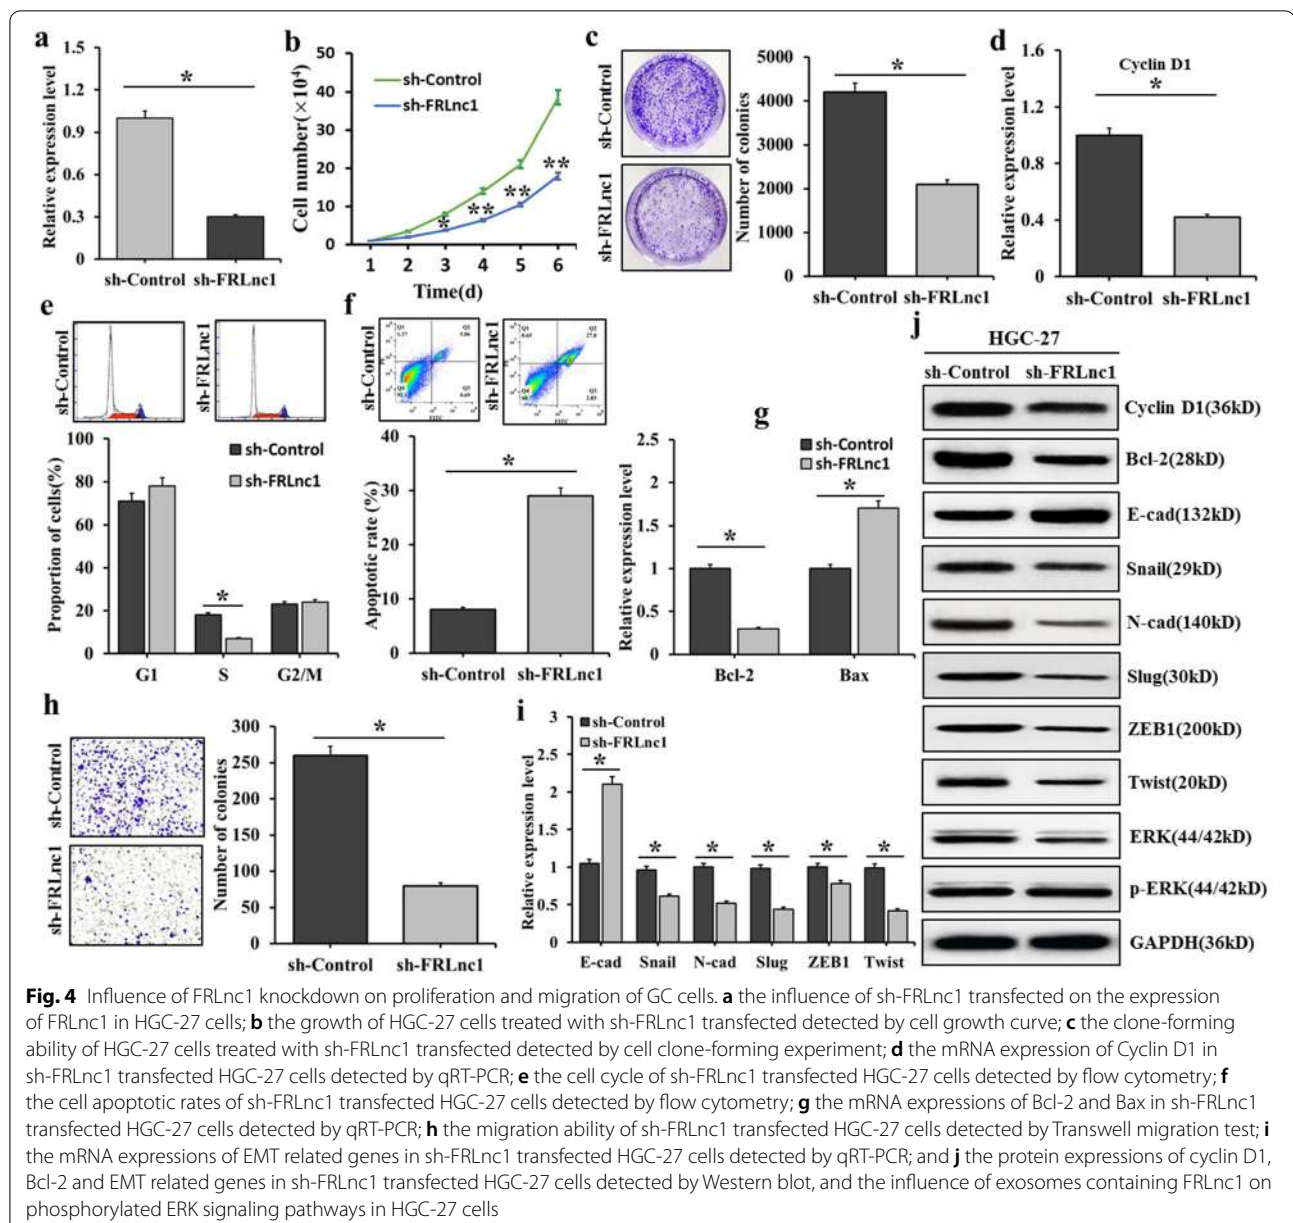 a
1.5
1.2
0.9
0.6
0.3
0
Relative expression level
*
sh-Control sh-FRLnc1
b
50
40
30
20
10
0
Cell number(×10⁴)
sh-Control
sh-FRLnc1
* ** ** **
1 2 3 4 5 6
Time(d)
c
sh-Control
sh-FRLnc1
5000
4000
3000
2000
1000
0
Number of colonies
*
sh-Control sh-FRLnc1
d
1.6
1.2
0.8
0.4
0
Relative expression level
Cyclin D1
*
sh-Control sh-FRLnc1
e
sh-Control
sh-FRLnc1
100
80
60
40
20
0
Proportion of cells(%)
sh-Control
sh-FRLnc1
*
G1 S G2/M
f
sh-Control
sh-FRLnc1
Q1
Q2
Q3
Q4
FITC
Q1
Q2
27.0
Q3
FITC
40
30
20
10
0
Apoptotic rate (%)
*
sh-Control sh-FRLnc1
g
2.5
2
1.5
1
0.5
0
Relative expression level
sh-Control
sh-FRLnc1
* *
Bcl-2 Bax
h
sh-Control
sh-FRLnc1
300
250
200
150
100
50
0
Number of colonies
*
sh-Control sh-FRLnc1
i
3
2.5
2
1.5
1
0.5
0
Relative expression level
sh-Control
sh-FRLnc1
* * * * * *
E-cad Snail N-cad Slug ZEB1 Twist
j
HGC-27
sh-Control sh-FRLnc1
Cyclin D1(36kD)
Bcl-2(28kD)
E-cad(132kD)
Snail(29kD)
N-cad(140kD)
Slug(30kD)
ZEB1(200kD)
Twist(20kD)
ERK(44/42kD)
p-ERK(44/42kD)
GAPDH(36kD)
Fig. 4 Influence of FRLnc1 knockdown on proliferation and migration of GC cells. a the influence of sh-FRLnc1 transfected on the expression
of FRLnc1 in HGC-27 cells; b the growth of HGC-27 cells treated with sh-FRLnc1 transfected detected by cell growth curve; c the clone-forming
ability of HGC-27 cells treated with sh-FRLnc1 transfected detected by cell clone-forming experiment; d the mRNA expression of Cyclin D1 in
sh-FRLnc1 transfected HGC-27 cells detected by qRT-PCR; e the cell cycle of sh-FRLnc1 transfected HGC-27 cells detected by flow cytometry; f
the cell apoptotic rates of sh-FRLnc1 transfected HGC-27 cells detected by flow cytometry; g the mRNA expressions of Bcl-2 and Bax in sh-FRLnc1
transfected HGC-27 cells detected by qRT-PCR; h the migration ability of sh-FRLnc1 transfected HGC-27 cells detected by Transwell migration test; i
the mRNA expressions of EMT related genes in sh-FRLnc1 transfected HGC-27 cells detected by qRT-PCR; and j the protein expressions of cyclin D1,
Bcl-2 and EMT related genes in sh-FRLnc1 transfected HGC-27 cells detected by Western blot, and the influence of exosomes containing FRLnc1 on
phosphorylated ERK signaling pathways in HGC-27 cells